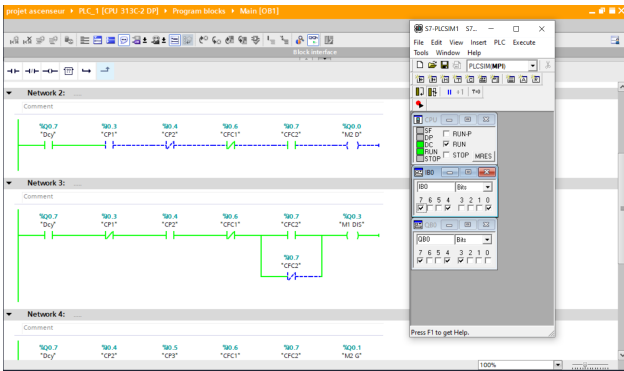 projet ascenseur ▸ PLC_1 [CPU 313C-2 DP] ▸ Program blocks ▸ Main [OB1]
Block interface
Network 2: .....
Comment
%Q0.7 %I0.3 %I0.4 %I0.6 %I0.7 %Q0.0
"Dcy" "CP1" "CP2" "CFC1" "CFC2" "M2 D"
Network 3: .....
Comment
%Q0.7 %I0.3 %I0.4 %I0.6 %I0.7 %Q0.3
"Dcy" "CP1" "CP2" "CFC1" "CFC2" "M1 DIS"
%I0.7
"CFC2"
Network 4: .....
Comment
%Q0.7 %I0.4 %I0.5 %I0.6 %I0.7 %Q0.1
"Dcy" "CP2" "CP3" "CFC1" "CFC2" "M2 G"
100%
S7-PLCSIM1 S7...
File Edit View Insert PLC Execute
Tools Window Help
PLCSIM(MPI)
+1 T=0
CPU
SF
DP RUN-P
DC RUN
RUN
STOP STOP MRES
IB0
IB0 Bits
7 6 5 4 3 2 1 0
QB0
QB0 Bits
7 6 5 4 3 2 1 0
Press F1 to get Help.